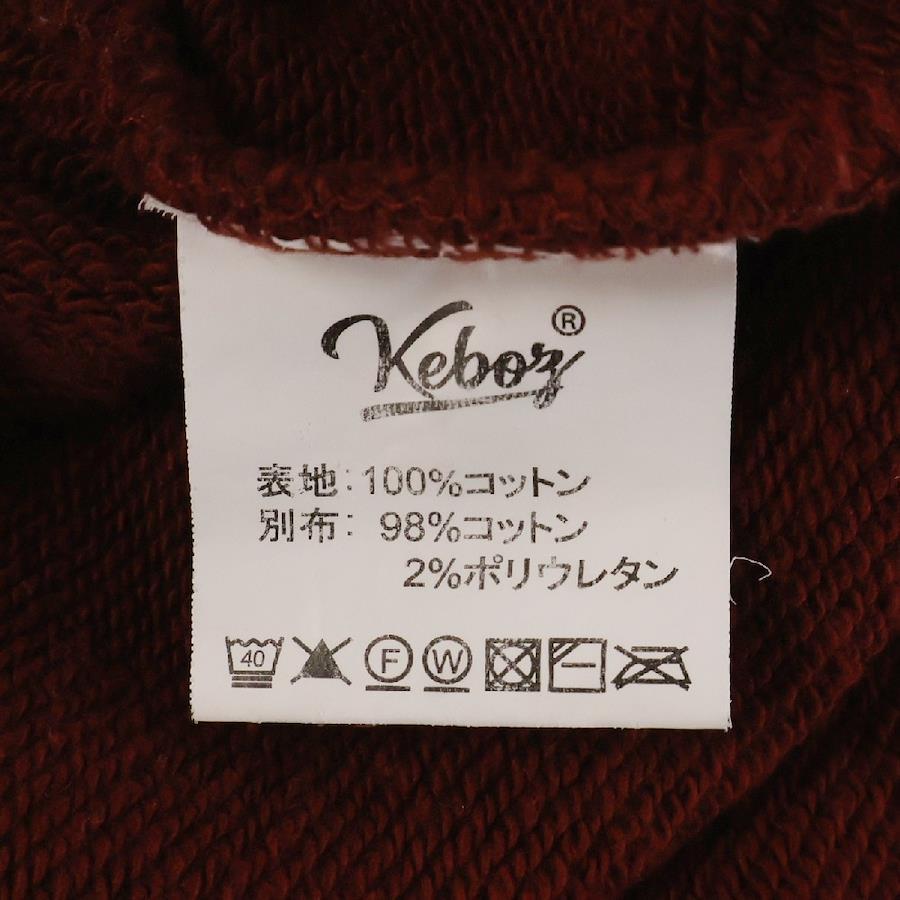 Keboz®
表地:100%コットン
別布: 98%コットン
2%ポリウレタン
40 F W